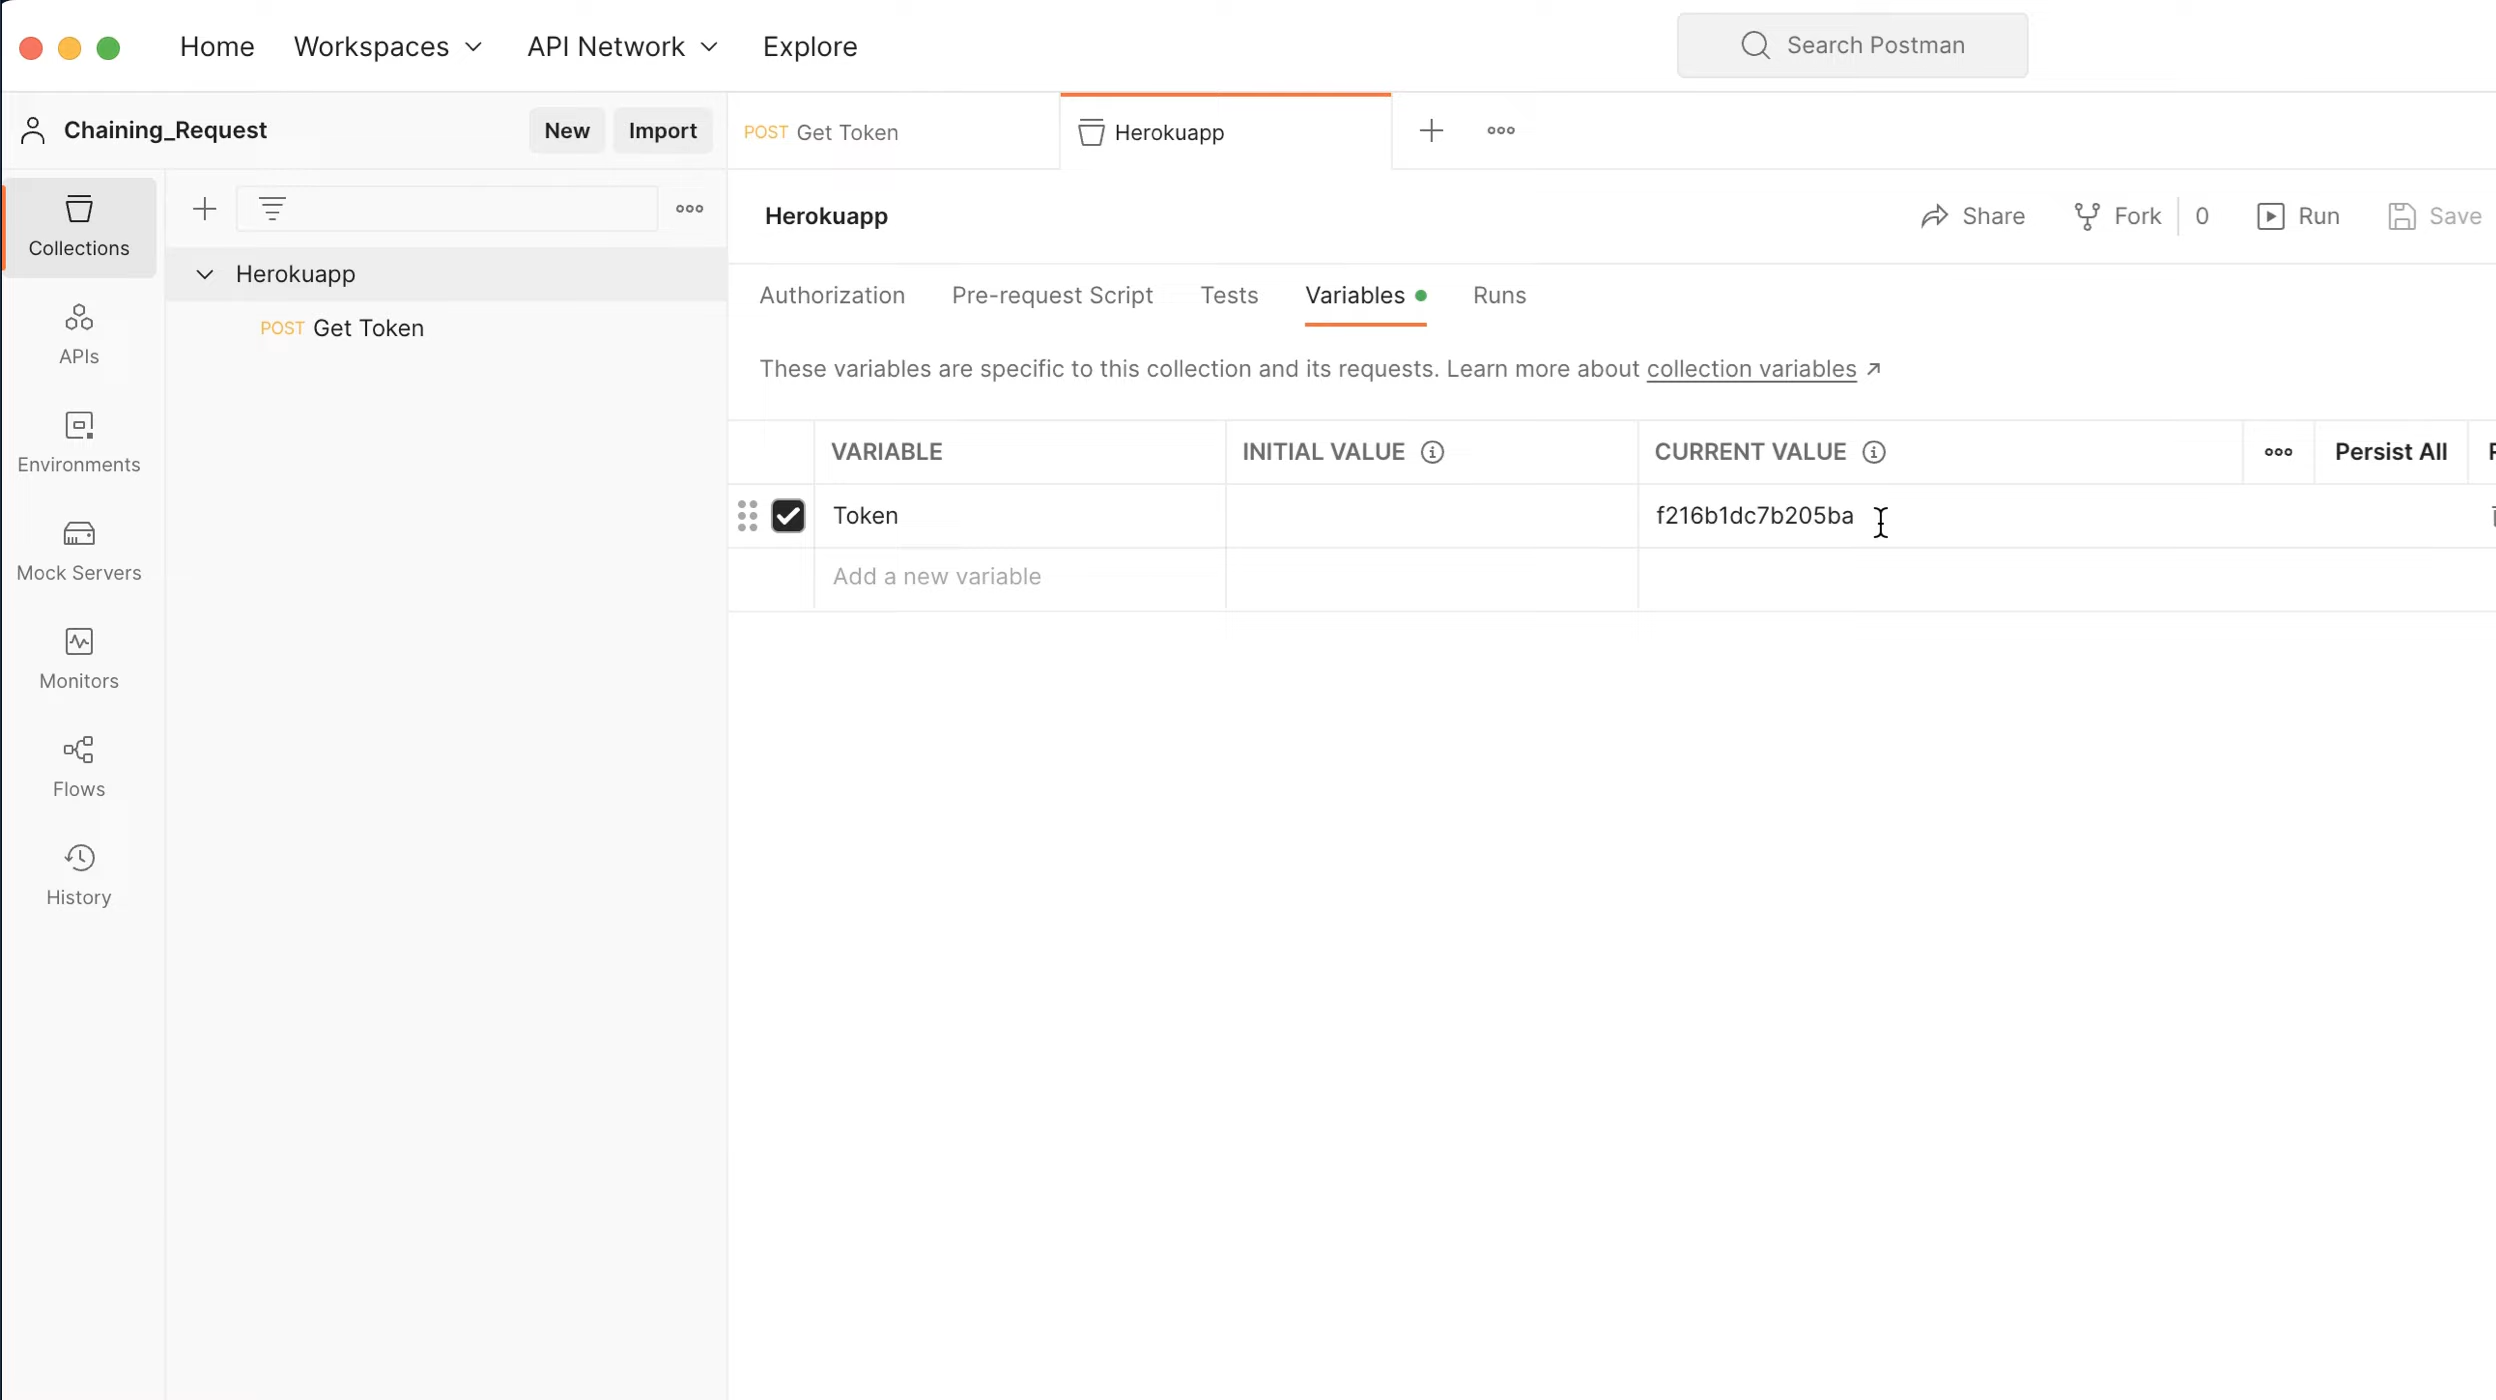 Home Workspaces API Network Explore Search Postman
Chaining_Request New Import POST Get Token Herokuapp
Herokuapp Share Fork 0 Run Save
Collections
Herokuapp
POST Get Token
APIs
Environments
Mock Servers
Monitors
Flows
History
Authorization Pre-request Script Tests Variables Runs
These variables are specific to this collection and its requests. Learn more about collection variables ↗
VARIABLE INITIAL VALUE CURRENT VALUE Persist All
Token f216b1dc7b205ba
Add a new variable